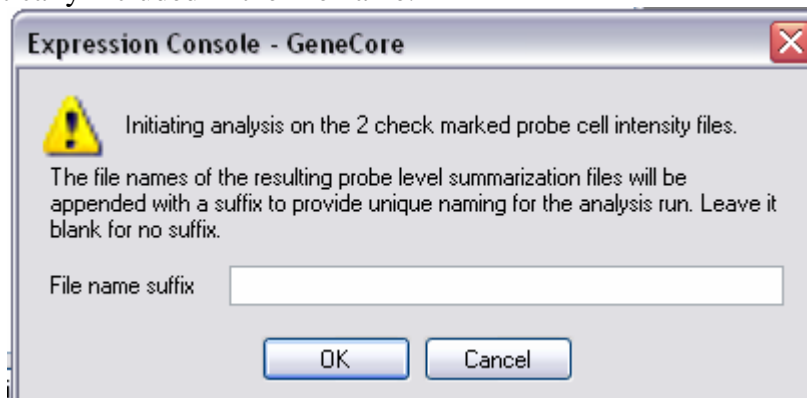 Expression Console - GeneCore
Initiating analysis on the 2 check marked probe cell intensity files.
The file names of the resulting probe level summarization files will be
appended with a suffix to provide unique naming for the analysis run. Leave it
blank for no suffix.
File name suffix
OK Cancel